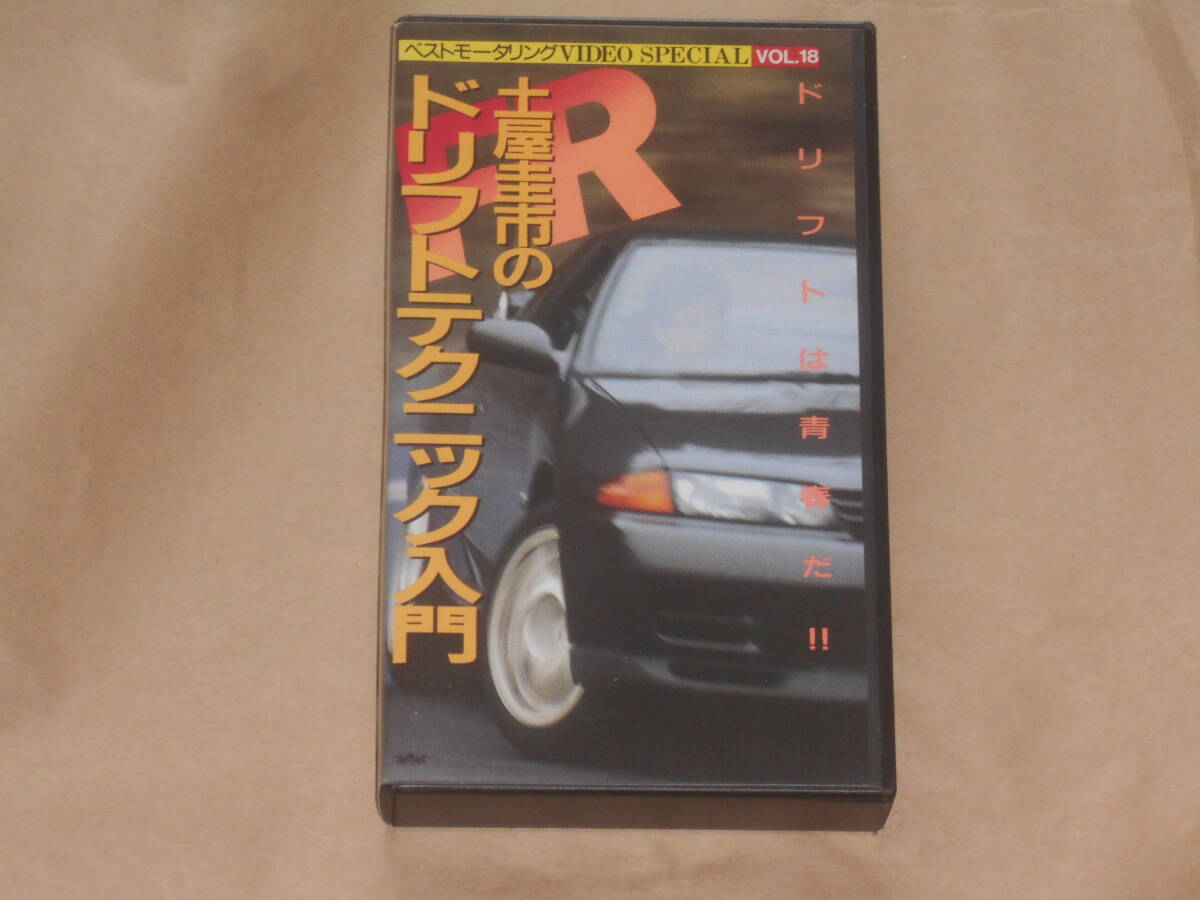 ベストモータリングVIDEO SPECIAL VOL.18
FR
土屋圭市の
ドリフトテクニック入門
ドリフトは青春だ!!